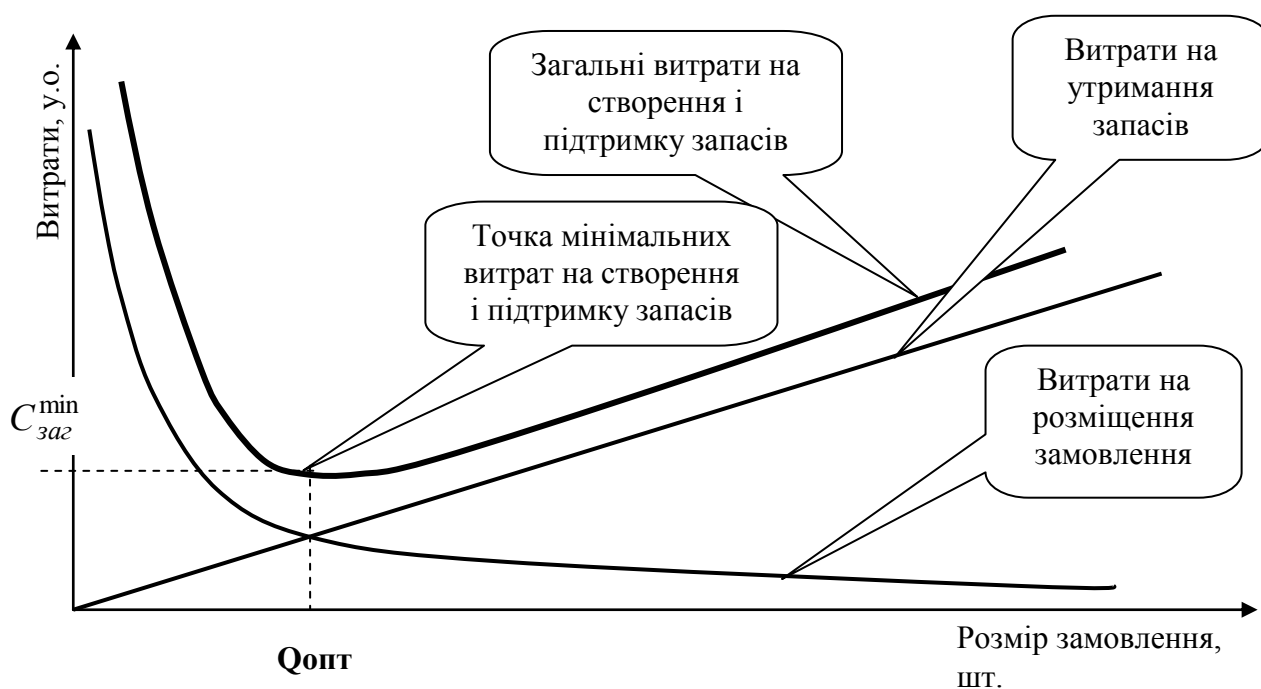 Витрати, у.о.
Загальні витрати на
створення і
підтримку запасів
Витрати на
утримання
запасів
Точка мінімальних
витрат на створення
і підтримку запасів
Витрати на
розміщення
замовлення
C заг min
Qопт
Розмір замовлення,
шт.